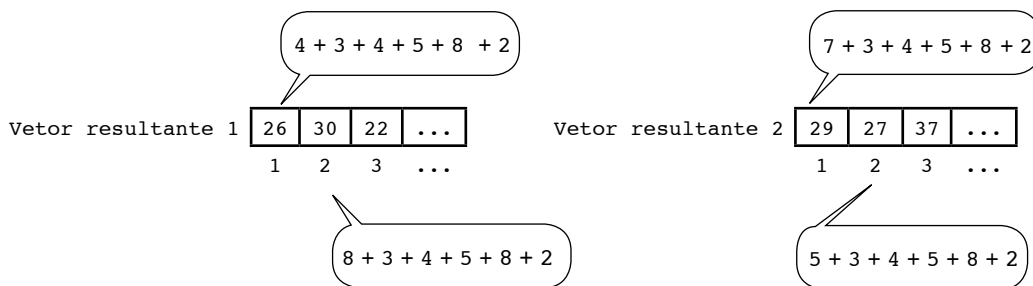 4 + 3 + 4 + 5 + 8 + 2
7 + 3 + 4 + 5 + 8 + 2
Vetor resultante 1 26 30 22 ...
1 2 3 ...
Vetor resultante 2 29 27 37 ...
1 2 3 ...
8 + 3 + 4 + 5 + 8 + 2
5 + 3 + 4 + 5 + 8 + 2